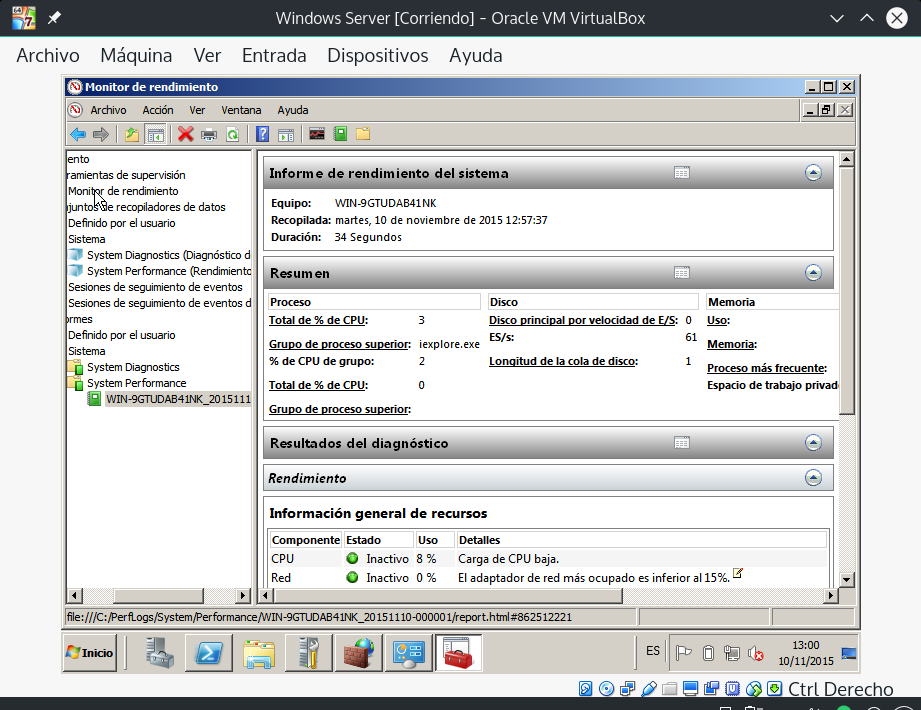 Windows Server [Corriendo] - Oracle VM VirtualBox
Archivo Máquina Ver Entrada Dispositivos Ayuda
Monitor de rendimiento
Archivo Acción Ver Ventana Ayuda
ento
ramientas de supervisión
Monitor de rendimiento
juntos de recopiladores de datos
Definido por el usuario
Sistema
System Diagnostics (Diagnóstico d
System Performance (Rendimiento
Sesiones de seguimiento de eventos
Sesiones de seguimiento de eventos d
ormes
Definido por el usuario
Sistema
System Diagnostics
System Performance
WIN-9GTUDAB41NK_20151111
Informe de rendimiento del sistema
Equipo: WIN-9GTUDAB41NK
Recopilada: martes, 10 de noviembre de 2015 12:57:37
Duración: 34 Segundos
Resumen
Proceso Disco Memoria
Total de % de CPU: 3 Disco principal por velocidad de E/S: 0 Uso:
ES/s: 61
Grupo de proceso superior: iexplore.exe Memoria:
% de CPU de grupo: 2 Longitud de la cola de disco: 1 Proceso más frecuente:
Total de % de CPU: 0 Espacio de trabajo privado
Grupo de proceso superior:
Resultados del diagnóstico
Rendimiento
Información general de recursos
Componente Estado Uso Detalles
CPU Inactivo 8 % Carga de CPU baja.
Red Inactivo 0 % El adaptador de red más ocupado es inferior al 15%.
file:///C:/PerfLogs/System/Performance/WIN-9GTUDAB41NK_20151110-000001/report.html#862512221
Inicio ES 13:00
10/11/2015
Ctrl Derecho